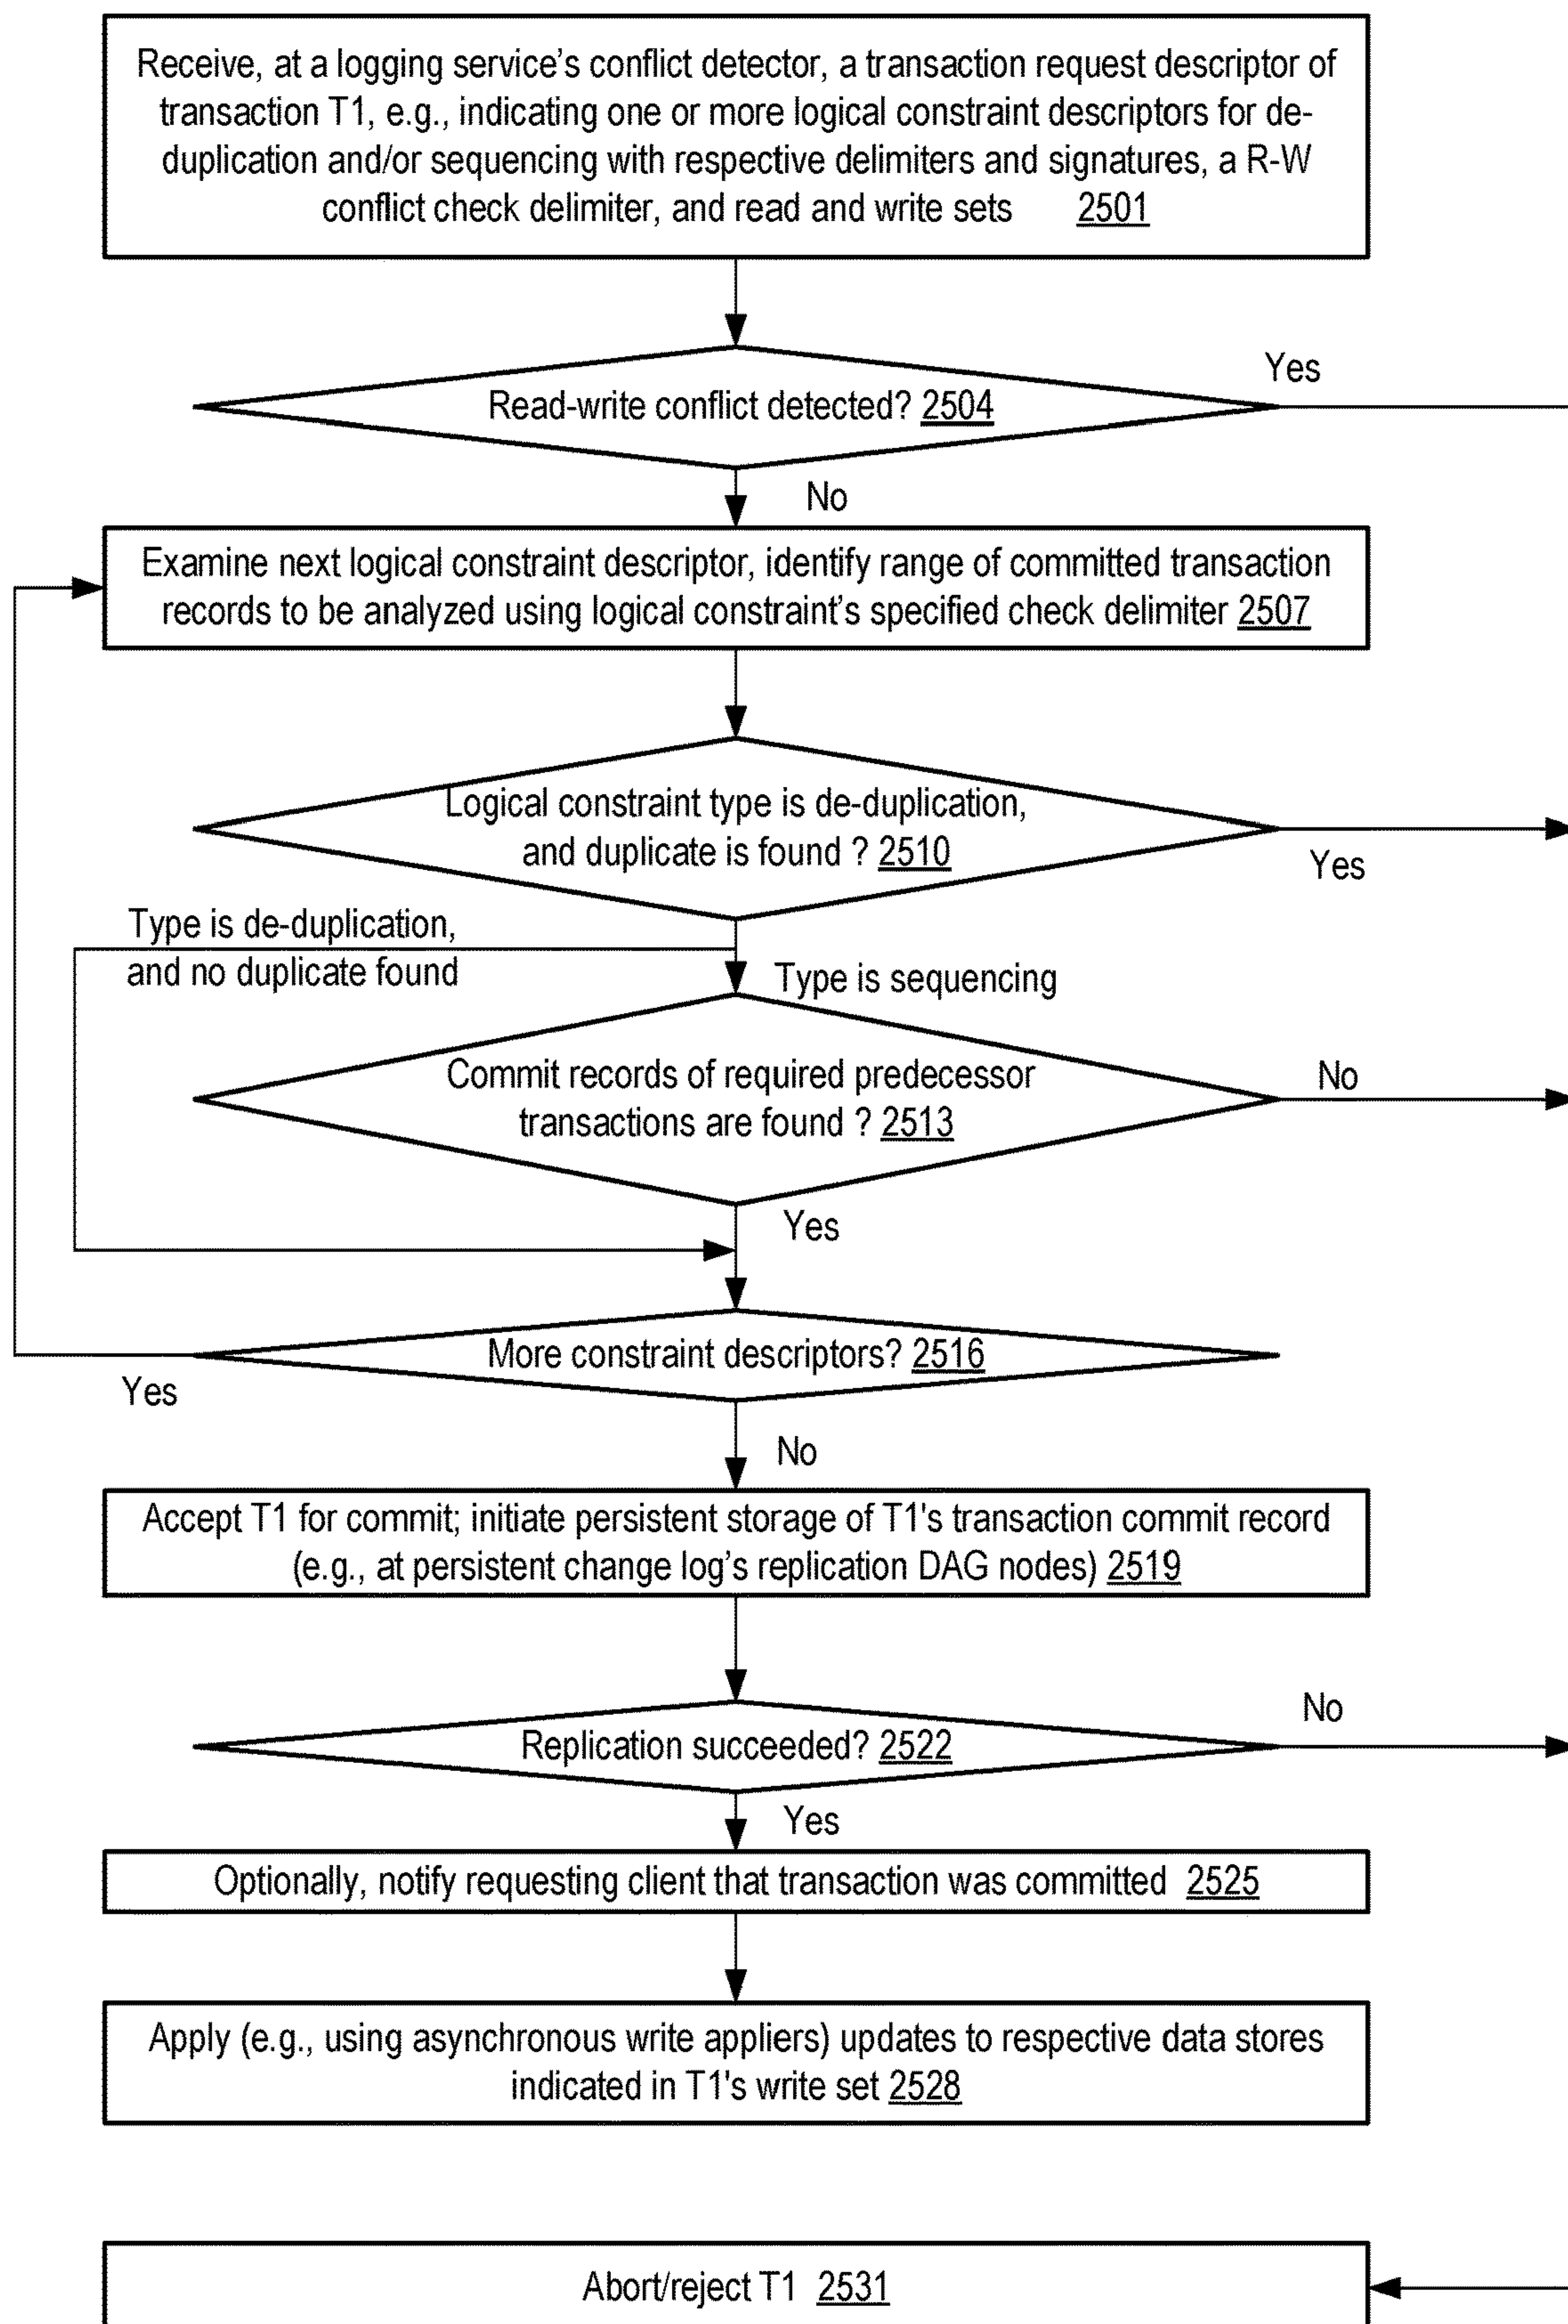 Receive, at a logging service's conflict detector, a transaction request descriptor of
transaction T1, e.g., indicating one or more logical constraint descriptors for de-
duplication and/or sequencing with respective delimiters and signatures, a R-W
conflict check delimiter, and read and write sets 2501
Yes
Read-write conflict detected? 2504
No
Examine next logical constraint descriptor, identify range of committed transaction
records to be analyzed using logical constraint's specified check delimiter 2507
Logical constraint type is de-duplication,
and duplicate is found ? 2510
Yes
Type is de-duplication,
and no duplicate found
Type is sequencing
Commit records of required predecessor
transactions are found ? 2513
No
Yes
More constraint descriptors? 2516
Yes
No
Accept T1 for commit; initiate persistent storage of T1's transaction commit record
(e.g., at persistent change log's replication DAG nodes) 2519
No
Replication succeeded? 2522
Yes
Optionally, notify requesting client that transaction was committed 2525
Apply (e.g., using asynchronous write appliers) updates to respective data stores
indicated in T1's write set 2528
Abort/reject T1 2531